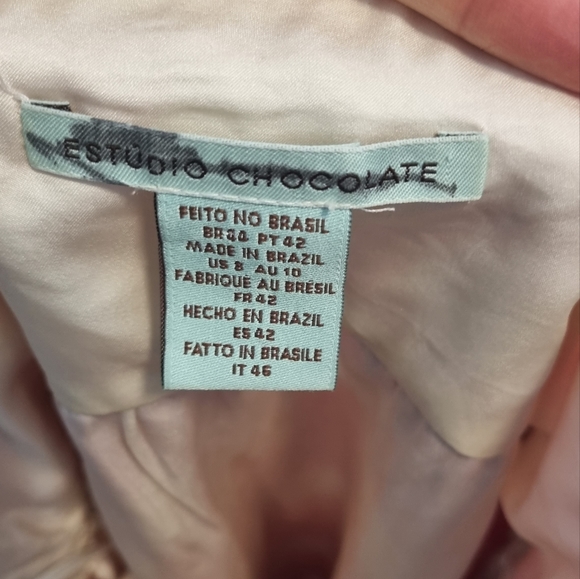 ESTÚDIO CHOCOLATE
FEITO NO BRASIL
BR 44 PT 42
MADE IN BRAZIL
US 8 AU 10
FABRIQUÉ AU BRÉSIL
FR 42
HECHO EN BRAZIL
ES 42
FATTO IN BRASILE
IT 46